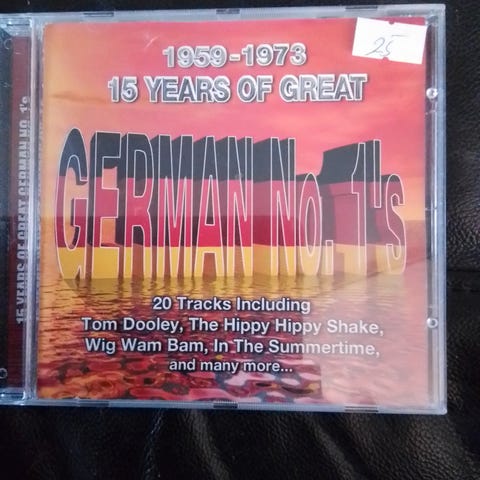 1959-1973
15 YEARS OF GREAT
GERMAN No. 1's
20 Tracks Including
Tom Dooley, The Hippy Hippy Shake,
Wig Wam Bam, In The Summertime,
and many more...
25
15 YEARS OF GREAT GERMAN NO. 1's